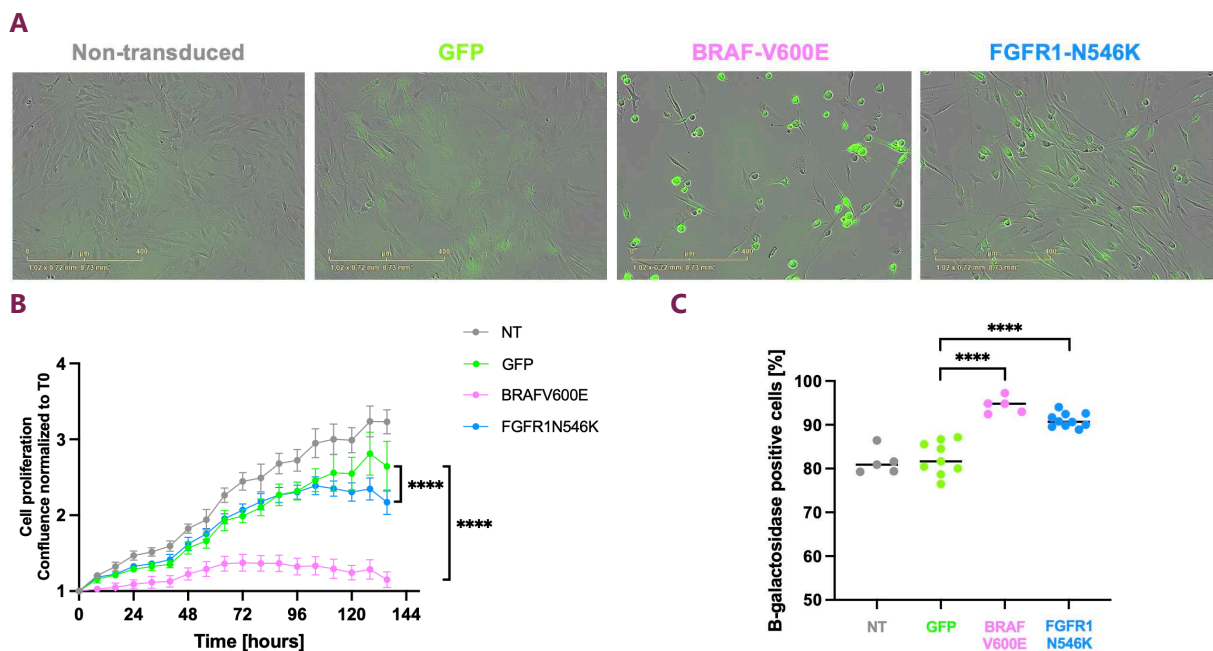 A
Non-transduced
GFP
BRAF-V600E
FGFR1-N546K
0 µm 400
1.02 x 0.72 mm; 0.73 mm²
0 µm 400
1.02 x 0.72 mm; 0.73 mm²
0 µm 400
1.02 x 0.72 mm; 0.73 mm²
0 µm 400
1.02 x 0.72 mm; 0.73 mm²
B
Cell proliferation
Confluence normalized to T0
4
3
2
1
0 24 48 72 96 120 144
Time [hours]
NT
GFP
BRAFV600E
FGFR1N546K
****
****
C
B-galactosidase positive cells [%]
100
90
80
70
60
50
****
****
NT
GFP
BRAF
V600E
FGFR1
N546K